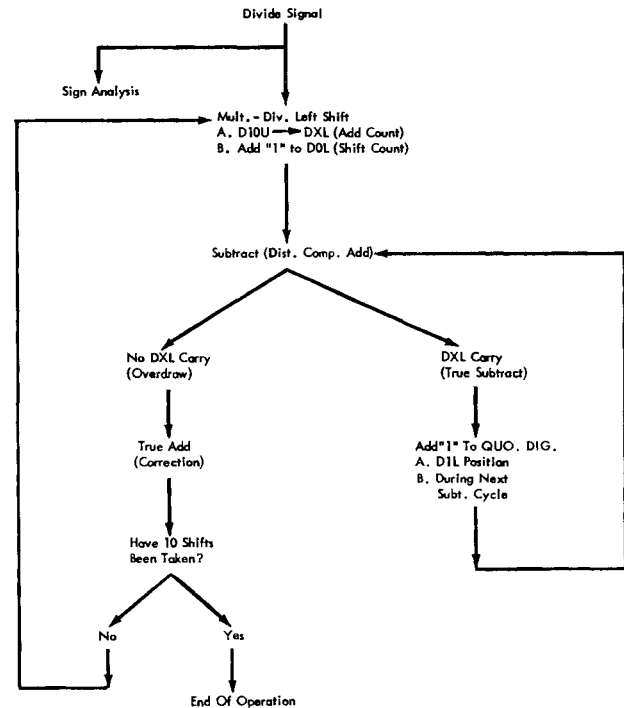 Divide Signal
Sign Analysis
Mult. - Div. Left Shift
A. D10U → DXL (Add Count)
B. Add "1" to D0L (Shift Count)
Subtract (Dist. Comp. Add)
No DXL Carry
(Overdraw)
DXL Carry
(True Subtract)
True Add
(Correction)
Add"1" To QUO. DIG.
A. D1L Position
B. During Next
Subt. Cycle
Have 10 Shifts
Been Taken?
No
Yes
End Of Operation